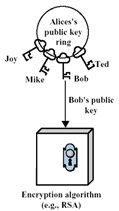 Alices's
public key
ring
Joy
Ted
Mike
Bob
Bob's public
key
Encryption algorithm
(e.g., RSA)